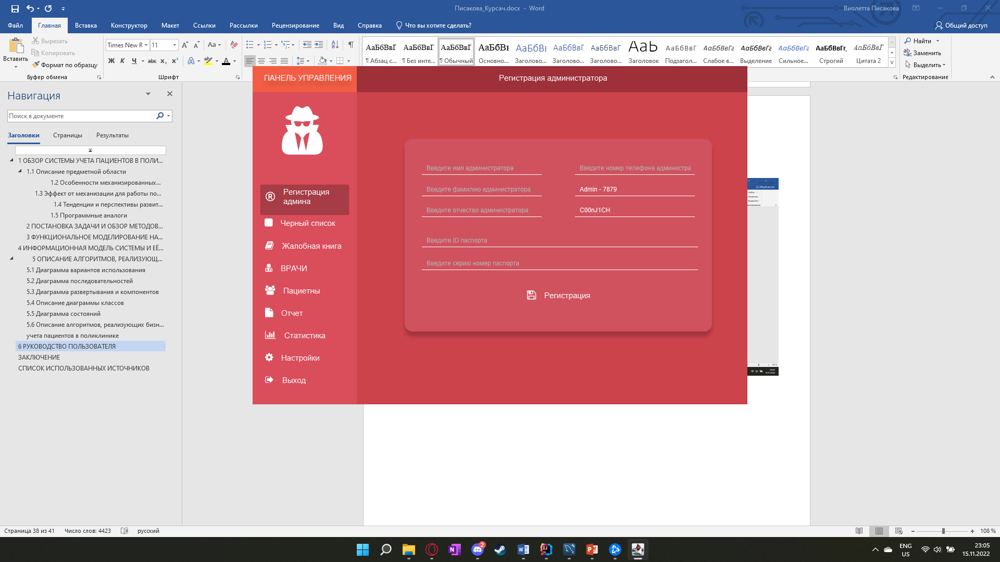 Писакова_Курсач.docx - Word
Виолетта Писакова
Файл Главная Вставка Конструктор Макет Ссылки Рассылки Рецензирование Вид Справка Что вы хотите сделать? Общий доступ
Вставить
Вырезать
Копировать
Формат по образцу
Буфер обмена
Times New R 11
Шрифт
АаБбВвГ АаБбВвГ АаБбВвГ АаБбВв АаБбВв АаБбВвГ АаБбВвГ АаБ АаБбВвГ АаБбВвГг АаБбВвГг АаБбВвГг АаБбВвГг, АаБбВвГ
¶ Абзац с... ¶ Без инте... ¶ Обычный Основно... Заголово... Заголово... Заголово... Заголовок Подзагол... Слабое в... Выделение Сильное... Строгий Цитата 2
Найти
Заменить
Выделить
Редактирование
Навигация
Поиск в документе
Заголовки Страницы Результаты
1 ОБЗОР СИСТЕМЫ УЧЕТА ПАЦИЕНТОВ В ПОЛИ...
1.1 Описание предметной области
1.2 Особенности механизированных...
1.3 Эффект от механизации для работы по...
1.4 Тенденции и перспективы развит...
1.5 Программные аналоги
2 ПОСТАНОВКА ЗАДАЧИ И ОБЗОР МЕТОДОВ...
3 ФУНКЦИОНАЛЬНОЕ МОДЕЛИРОВАНИЕ НА...
4 ИНФОРМАЦИОННАЯ МОДЕЛЬ СИСТЕМЫ И ЕЁ...
5 ОПИСАНИЕ АЛГОРИТМОВ, РЕАЛИЗУЮЩ...
5.1 Диаграмма вариантов использования
5.2 Диаграмма последовательностей
5.3 Диаграмма развертывания и компонентов
5.4 Описание диаграммы классов
5.5 Диаграмма состояний
5.6 Описание алгоритмов, реализующих бизн...
учета пациентов в поликлинике
6 РУКОВОДСТВО ПОЛЬЗОВАТЕЛЯ
ЗАКЛЮЧЕНИЕ
СПИСОК ИСПОЛЬЗОВАННЫХ ИСТОЧНИКОВ
ПАНЕЛЬ УПРАВЛЕНИЯ
Регистрация админа
Черный список
Жалобная книга
ВРАЧИ
Пациетны
Отчет
Статистика
Настройки
Выход
Регистрация администратора
Введите имя администратора
Введите номер телефона администра
Введите фамилию администратора
Admin - 7879
Введите отчество администратора
C00nJ1CH
Введите ID паспорта
Введите серию номер паспорта
Регистрация
Страница 38 из 41 Число слов: 4423 русский
108 %
2
ENG
US
23:05
15.11.2022